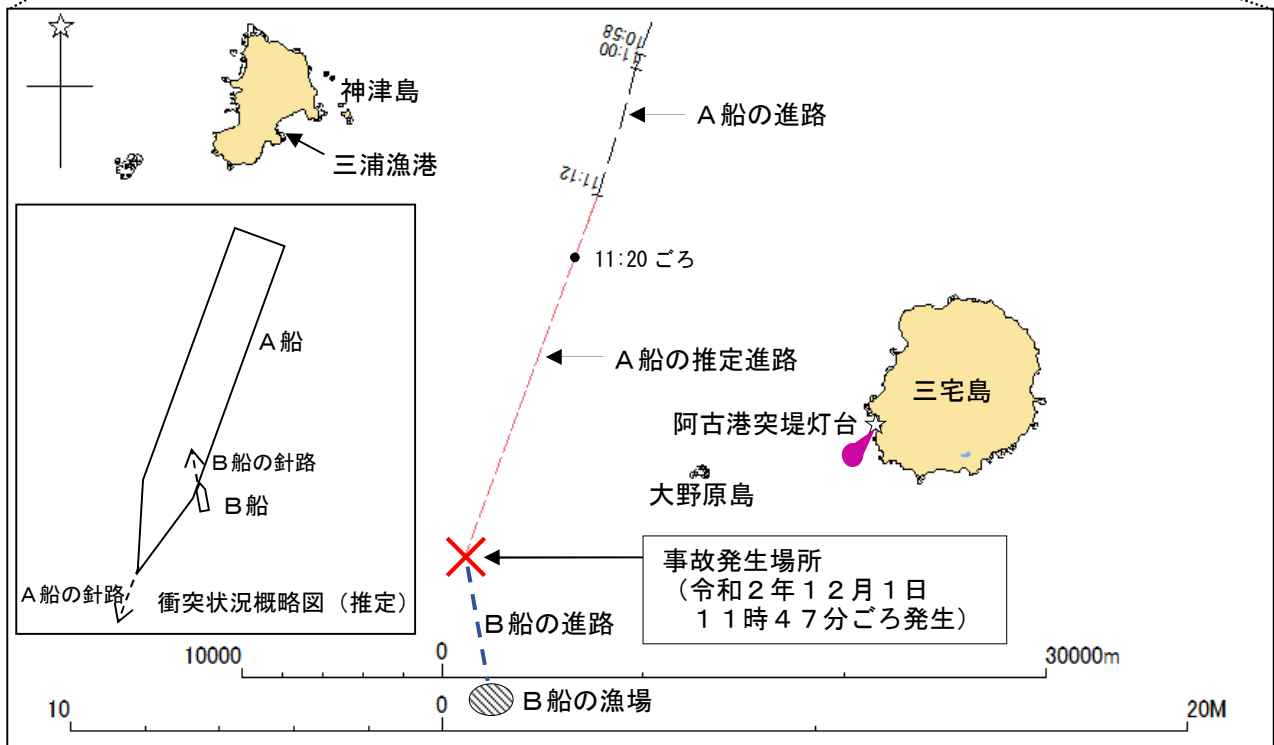 10:58
11:00
神津島
A船の進路
三浦漁港
11:12
11:20 ごろ
A船
A船の推定進路
三宅島
阿古港突堤灯台
B船の針路
大野原島
B船
事故発生場所
(令和2年12月1日
11時47分ごろ発生)
A船の針路
衝突状況概略図(推定)
B船の進路
10000
0
30000m
B船の漁場
10
0
20M